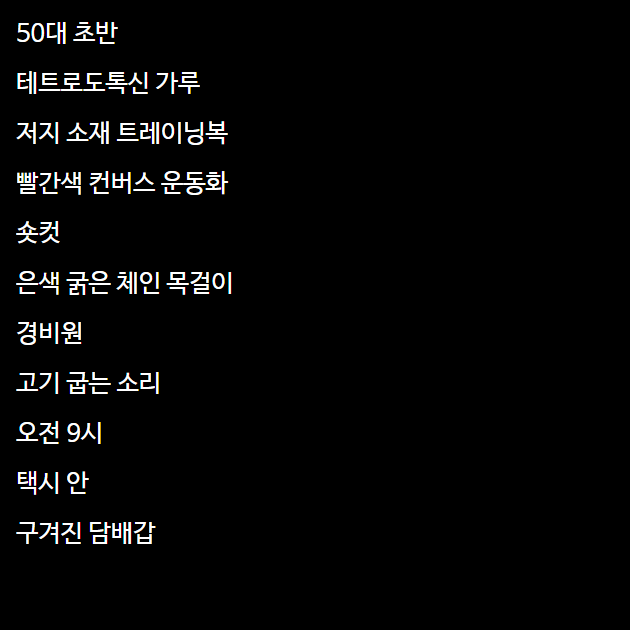 50대 초반
테트로도톡신 가루
저지 소재 트레이닝복
빨간색 컨버스 운동화
숏컷
은색 굵은 체인 목걸이
경비원
고기 굽는 소리
오전 9시
택시 안
구겨진 담배갑